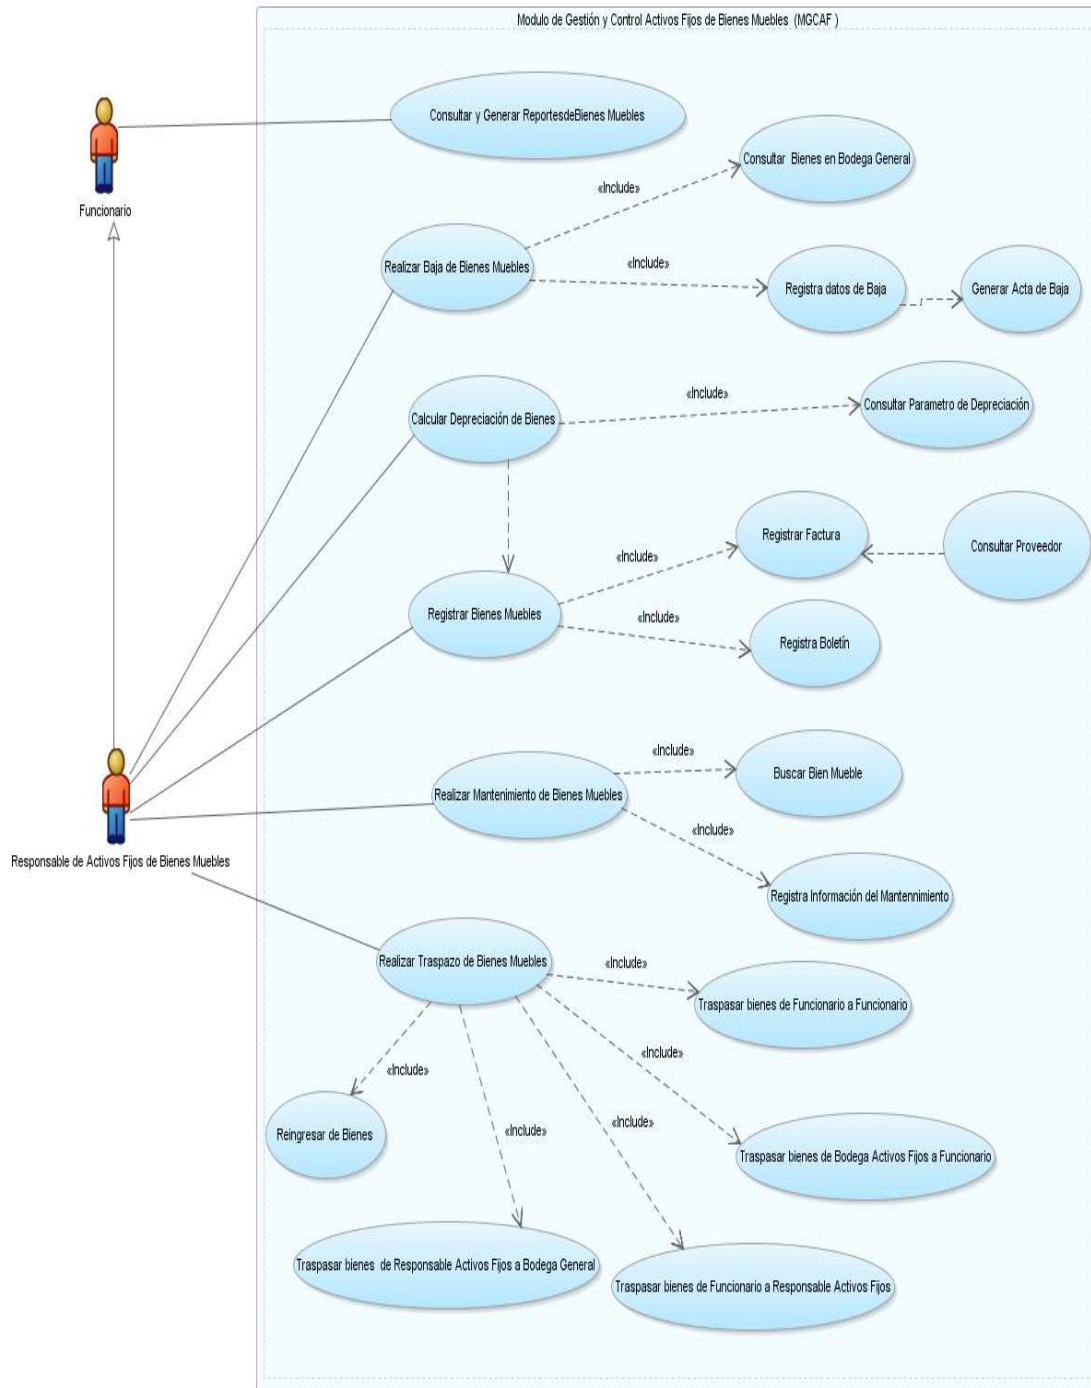 Modulo de Gestión y Control Activos Fijos de Bienes Muebles (MGCAF )
Consultar y Generar ReportesdeBienes Muebles
Consultar Bienes en Bodega General
«Include»
Funcionario
Realizar Baja de Bienes Muebles
«Include»
Registra datos de Baja
Generar Acta de Baja
«Include»
Consultar Parametro de Depreciación
Calcular Depreciación de Bienes
Registrar Factura
Consultar Proveedor
«Include»
Registrar Bienes Muebles
«Include»
Registra Boletín
«Include»
Buscar Bien Mueble
Realizar Mantenimiento de Bienes Muebles
«Include»
Responsable de Activos Fijos de Bienes Muebles
Registra Información del Mantennimiento
Realizar Traspazo de Bienes Muebles
«Include»
Traspasar bienes de Funcionario a Funcionario
«Include»
«Include»
«Include»
«Include»
Reingresar de Bienes
Traspasar bienes de Bodega Activos Fijos a Funcionario
Traspasar bienes de Responsable Activos Fijos a Bodega General
Traspasar bienes de Funcionario a Responsable Activos Fijos